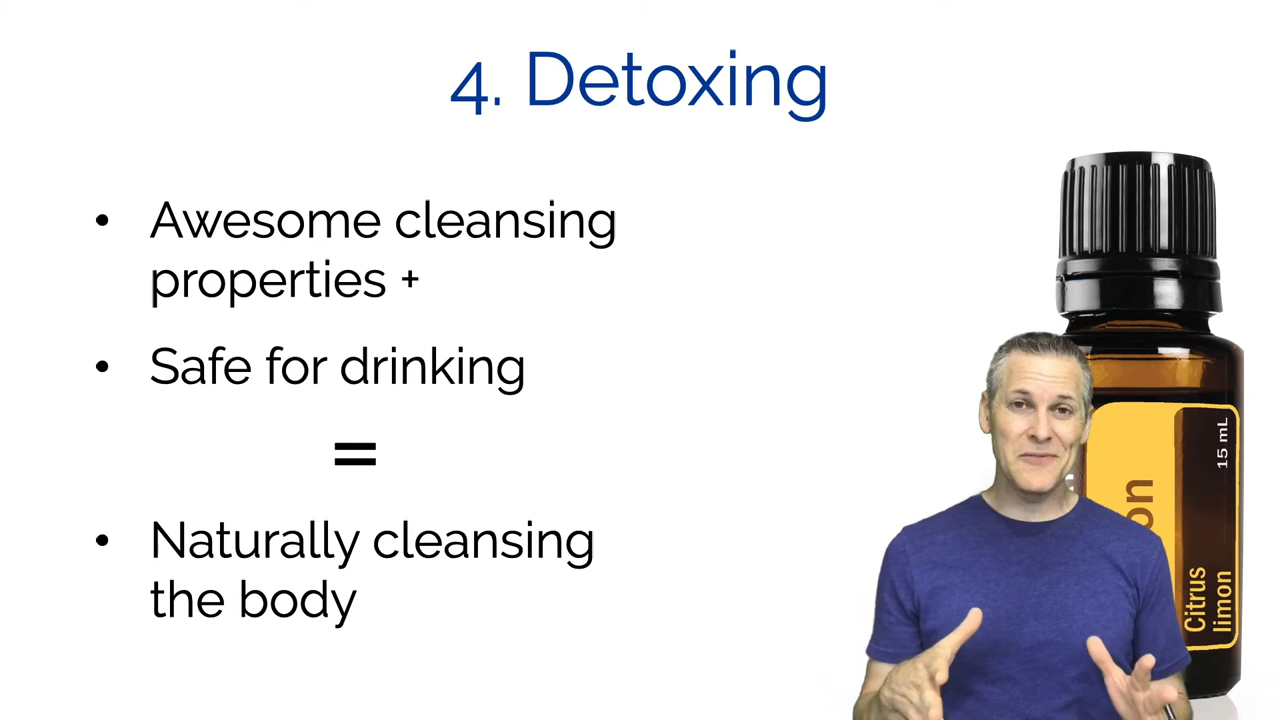 4. Detoxing
• Awesome cleansing
properties +
• Safe for drinking
=
• Naturally cleansing
the body
15 mL
Citrus
limon